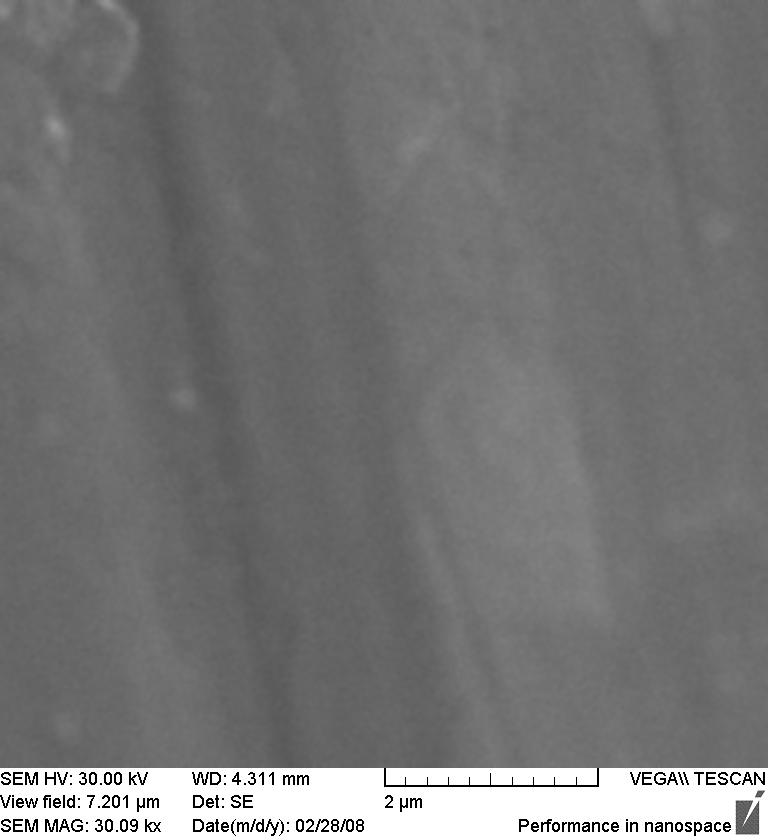 SEM HV: 30.00 kV WD: 4.311 mm VEGA\\ TESCAN
View field: 7.201 µm Det: SE 2 µm
SEM MAG: 30.09 kx Date(m/d/y): 02/28/08 Performance in nanospace